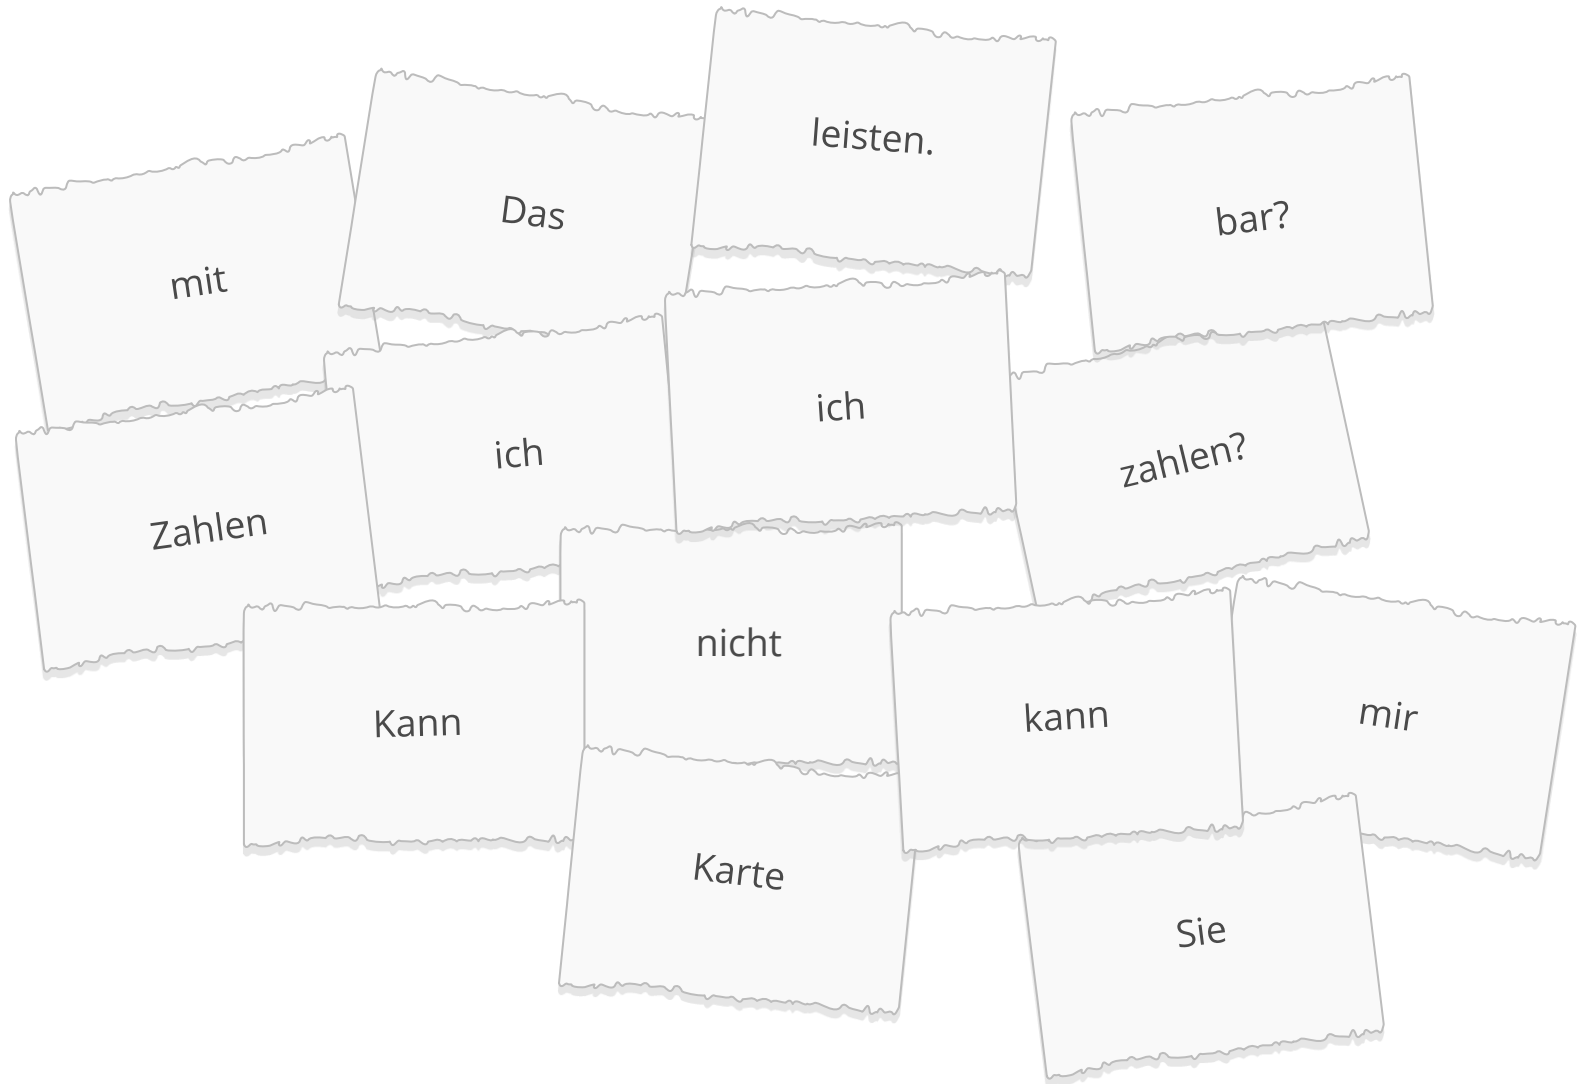 leisten.
Das
bar?
mit
ich
ich
zahlen?
Zahlen
nicht
Kann
kann
mir
Karte
Sie